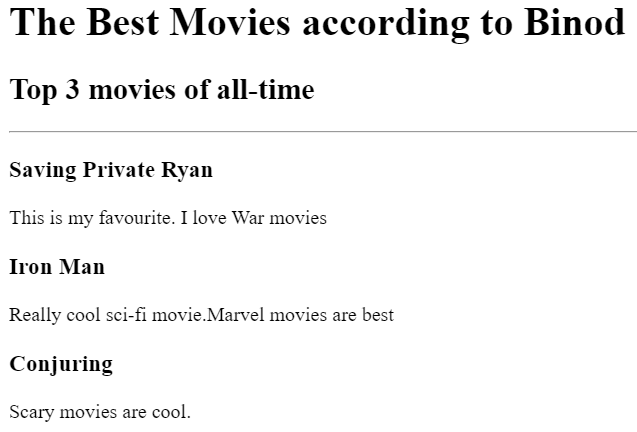 The Best Movies according to Binod
Top 3 movies of all-time
Saving Private Ryan
This is my favourite. I love War movies
Iron Man
Really cool sci-fi movie.Marvel movies are best
Conjuring
Scary movies are cool.